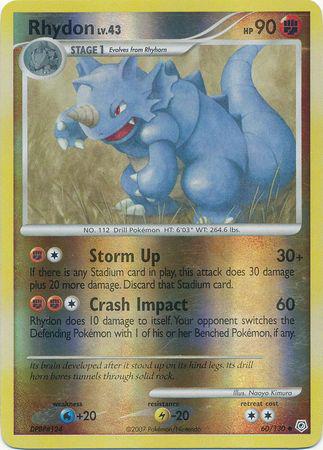 Rhydon LV.43
HP 90
STAGE 1 Evolves from Rhyhorn
NO. 112 Drill Pokémon HT: 6'03" WT: 264.6 lbs.
Storm Up 30+
If there is any Stadium card in play, this attack does 30 damage
plus 20 more damage. Discard that Stadium card.
Crash Impact 60
Rhydon does 10 damage to itself. Your opponent switches the
Defending Pokémon with 1 of his or her Benched Pokémon, if any.
Its brain developed after it stood up on its hind legs. Its drill
horn bores tunnels through solid rock.
Illus. Naoyo Kimura
weakness resistance retreat cost
+20 -20
DPBP#104 ©2007 Pokémon/Nintendo 60/130